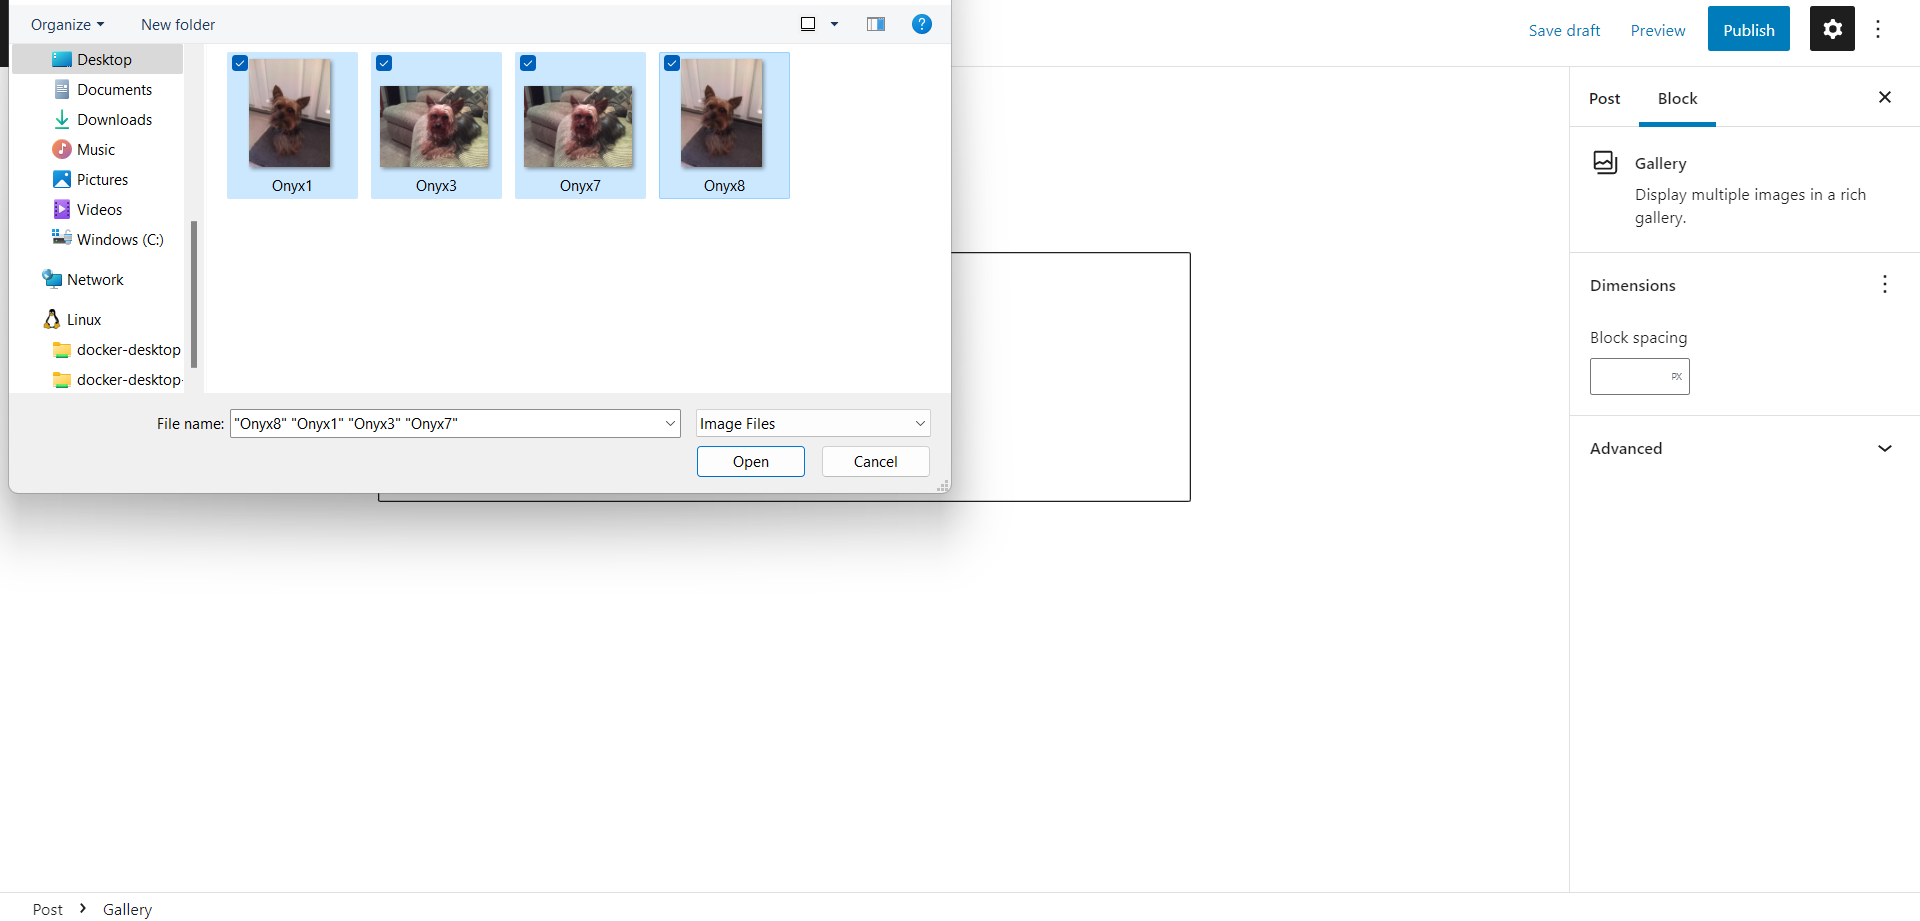 Organize
New folder
Save draft
Preview
Publish
Desktop
Documents
Downloads
Music
Pictures
Videos
Windows (C:)
Network
Linux
docker-desktop
docker-desktop-
Onyx1
Onyx3
Onyx7
Onyx8
File name:
"Onyx8" "Onyx1" "Onyx3" "Onyx7"
Image Files
Open
Cancel
Post
Block
Gallery
Display multiple images in a rich
gallery.
Dimensions
Block spacing
PX
Advanced
Post
Gallery